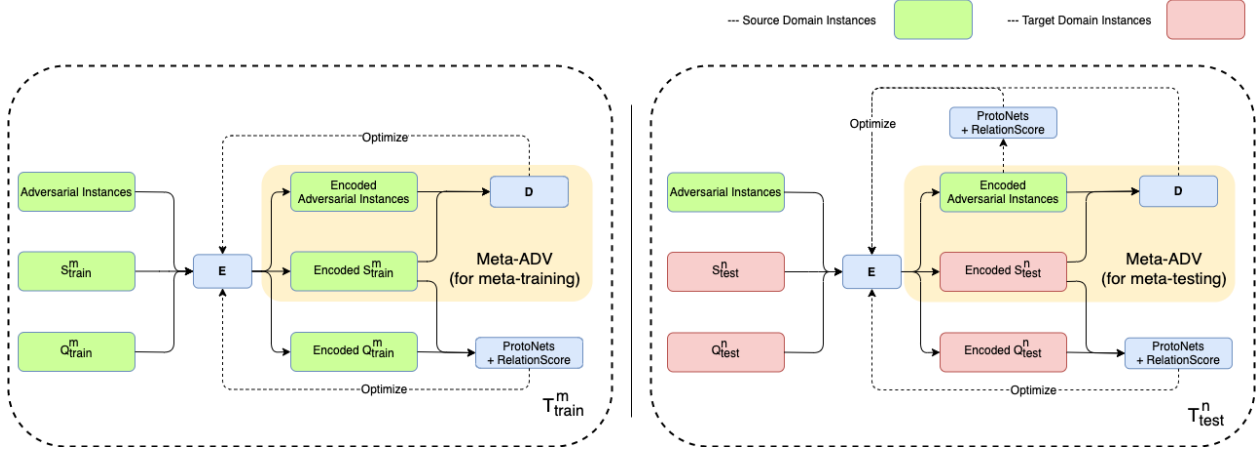 --- Source Domain Instances
--- Target Domain Instances
Optimize
Adversarial Instances
Encoded
Adversarial Instances
D
S^m_train
E
Encoded S^m_train
Meta-ADV
(for meta-training)
Q^m_train
Encoded Q^m_train
ProtoNets
+ RelationScore
Optimize
T^m_train
Optimize
ProtoNets
+ RelationScore
Adversarial Instances
Encoded
Adversarial Instances
D
S^n_test
E
Encoded S^n_test
Meta-ADV
(for meta-testing)
Q^n_test
Encoded Q^n_test
ProtoNets
+ RelationScore
Optimize
T^n_test